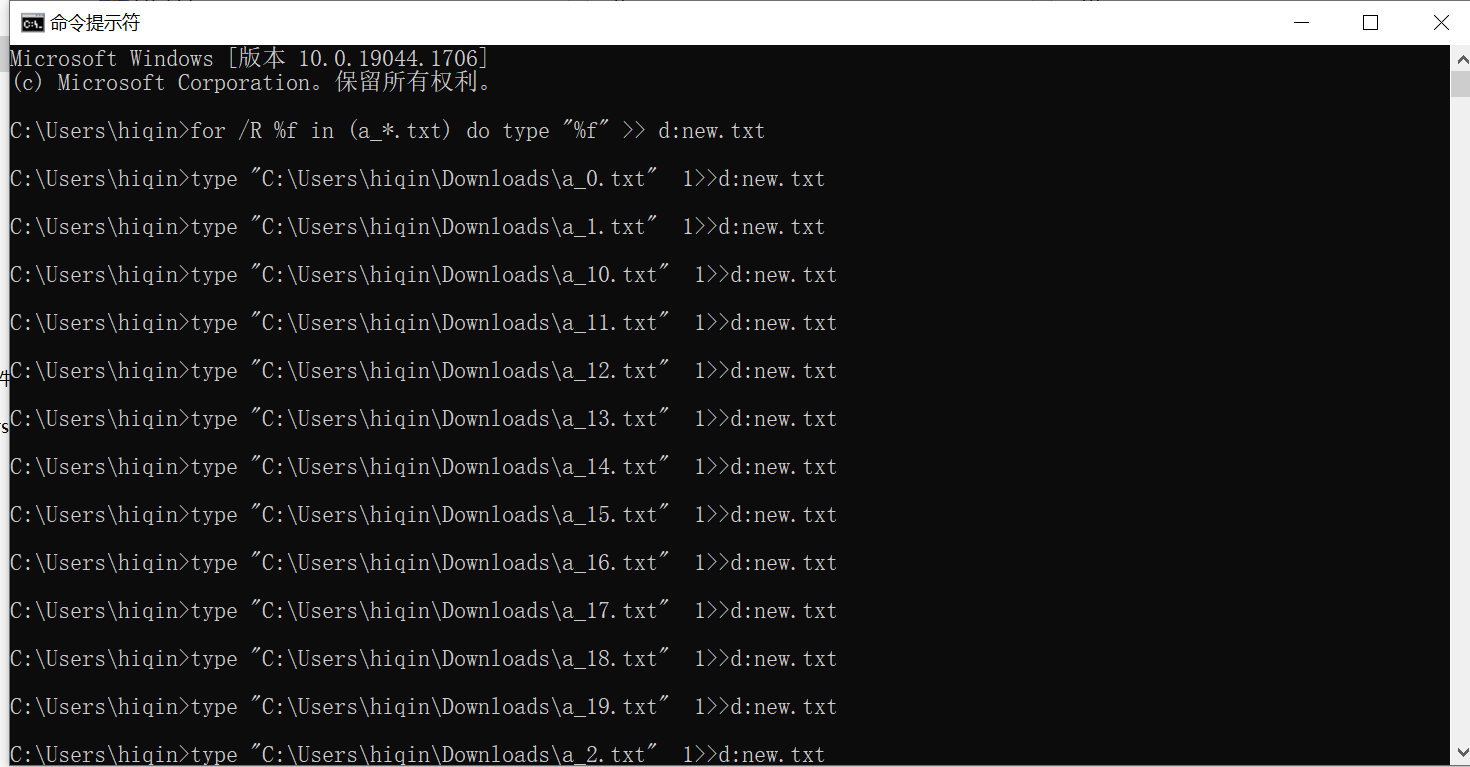 命令提示符
Microsoft Windows [版本 10.0.19044.1706]
(c) Microsoft Corporation。保留所有权利。
C:\Users\hiqin>for /R %f in (a_*.txt) do type "%f" >> d:new.txt
C:\Users\hiqin>type "C:\Users\hiqin\Downloads\a_0.txt"  1>>d:new.txt
C:\Users\hiqin>type "C:\Users\hiqin\Downloads\a_1.txt"  1>>d:new.txt
C:\Users\hiqin>type "C:\Users\hiqin\Downloads\a_10.txt"  1>>d:new.txt
C:\Users\hiqin>type "C:\Users\hiqin\Downloads\a_11.txt"  1>>d:new.txt
件
C:\Users\hiqin>type "C:\Users\hiqin\Downloads\a_12.txt"  1>>d:new.txt
rs
C:\Users\hiqin>type "C:\Users\hiqin\Downloads\a_13.txt"  1>>d:new.txt
C:\Users\hiqin>type "C:\Users\hiqin\Downloads\a_14.txt"  1>>d:new.txt
C:\Users\hiqin>type "C:\Users\hiqin\Downloads\a_15.txt"  1>>d:new.txt
C:\Users\hiqin>type "C:\Users\hiqin\Downloads\a_16.txt"  1>>d:new.txt
C:\Users\hiqin>type "C:\Users\hiqin\Downloads\a_17.txt"  1>>d:new.txt
C:\Users\hiqin>type "C:\Users\hiqin\Downloads\a_18.txt"  1>>d:new.txt
C:\Users\hiqin>type "C:\Users\hiqin\Downloads\a_19.txt"  1>>d:new.txt
C:\Users\hiqin>type "C:\Users\hiqin\Downloads\a_2.txt"  1>>d:new.txt